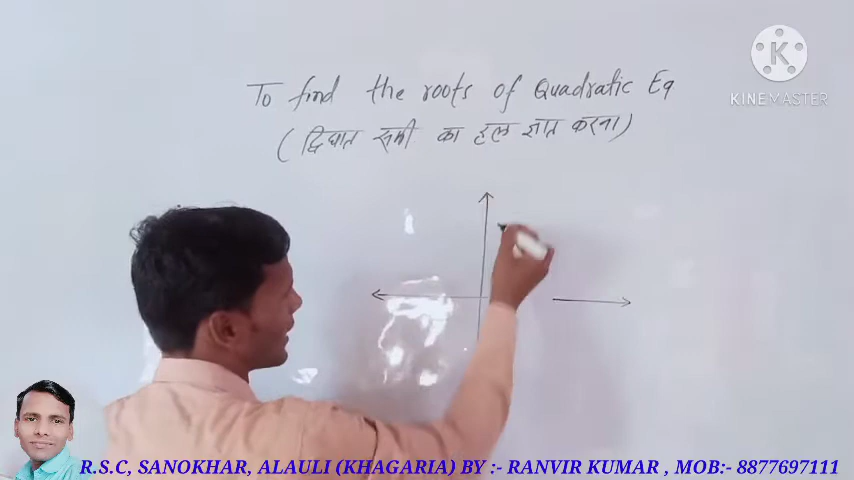 To find the roots of Quadratic Eq
(द्विघात समी का हल ज्ञात करना)
K
KINEMASTER
R.S.C, SANOKHAR, ALAULI (KHAGARIA) BY :- RANVIR KUMAR , MOB:- 8877697111